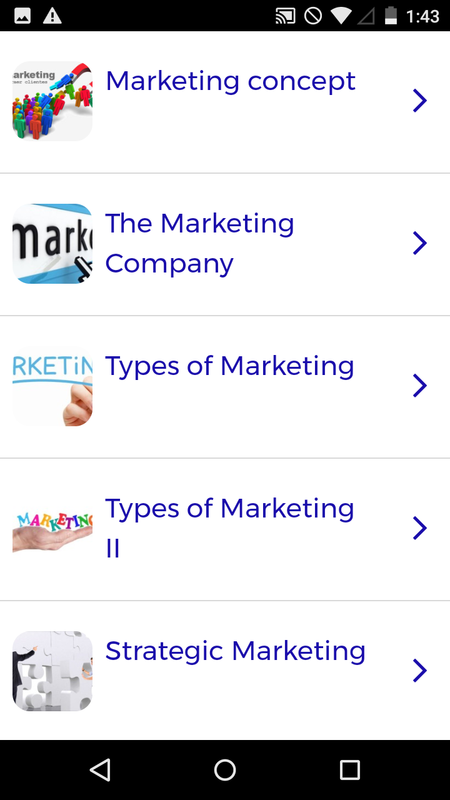 1:43
arketing
Marketing concept
mark
The Marketing
Company
RKETiN
Types of Marketing
MARKETING
Types of Marketing
II
Strategic Marketing